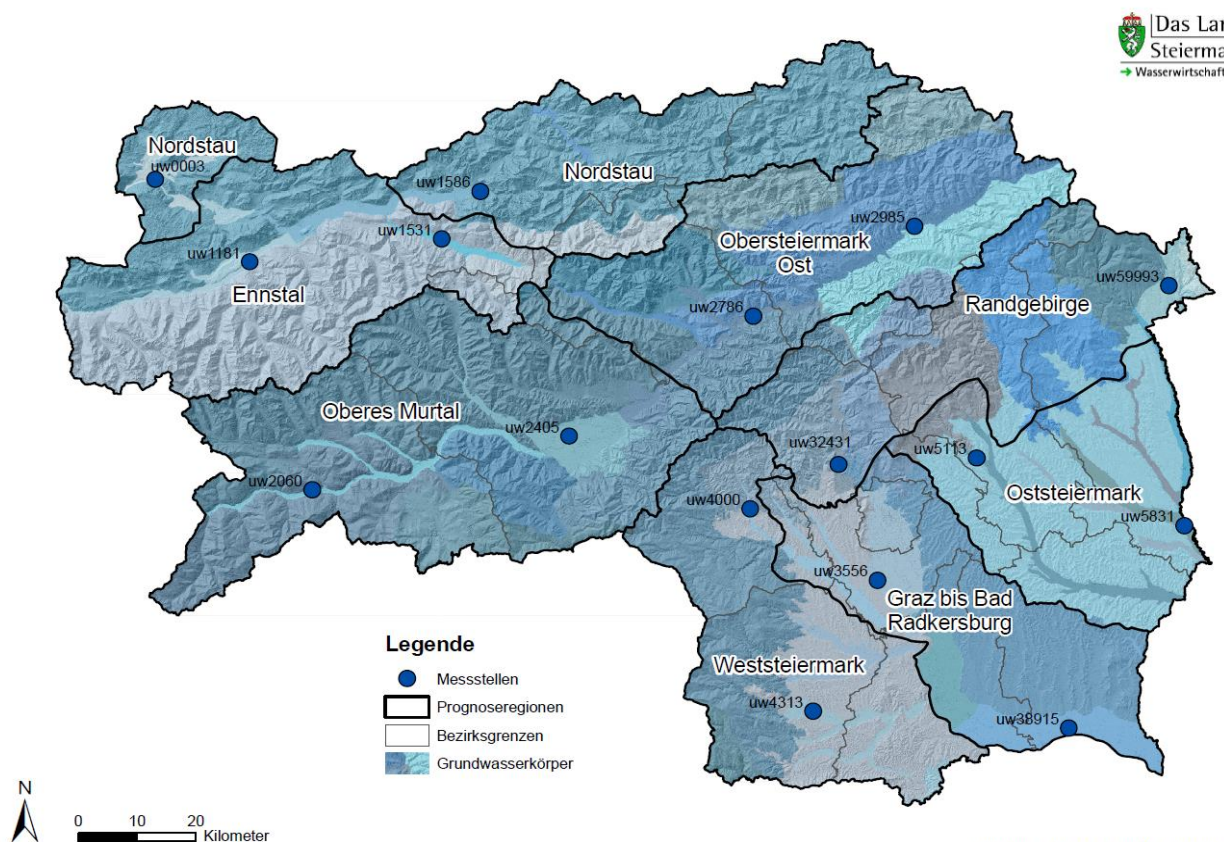 Das Lan
Steierma
→ Wasserwirtschaft
Nordstau
uw0003
Nordstau
uw1586
uw2985
uw1531
Obersteiermark
Ost
uw1181
uw59993
Ennstal
Randgebirge
uw2786
Oberes Murtal
uw2405
uw32431
uw5113
uw2060
Oststeiermark
uw4000
uw5831
uw3556
Graz bis Bad
Radkersburg
Legende
Messstellen
Prognoseregionen
Bezirksgrenzen
Grundwasserkörper
Weststeiermark
uw4313
uw38915
N
0 10 20
Kilometer